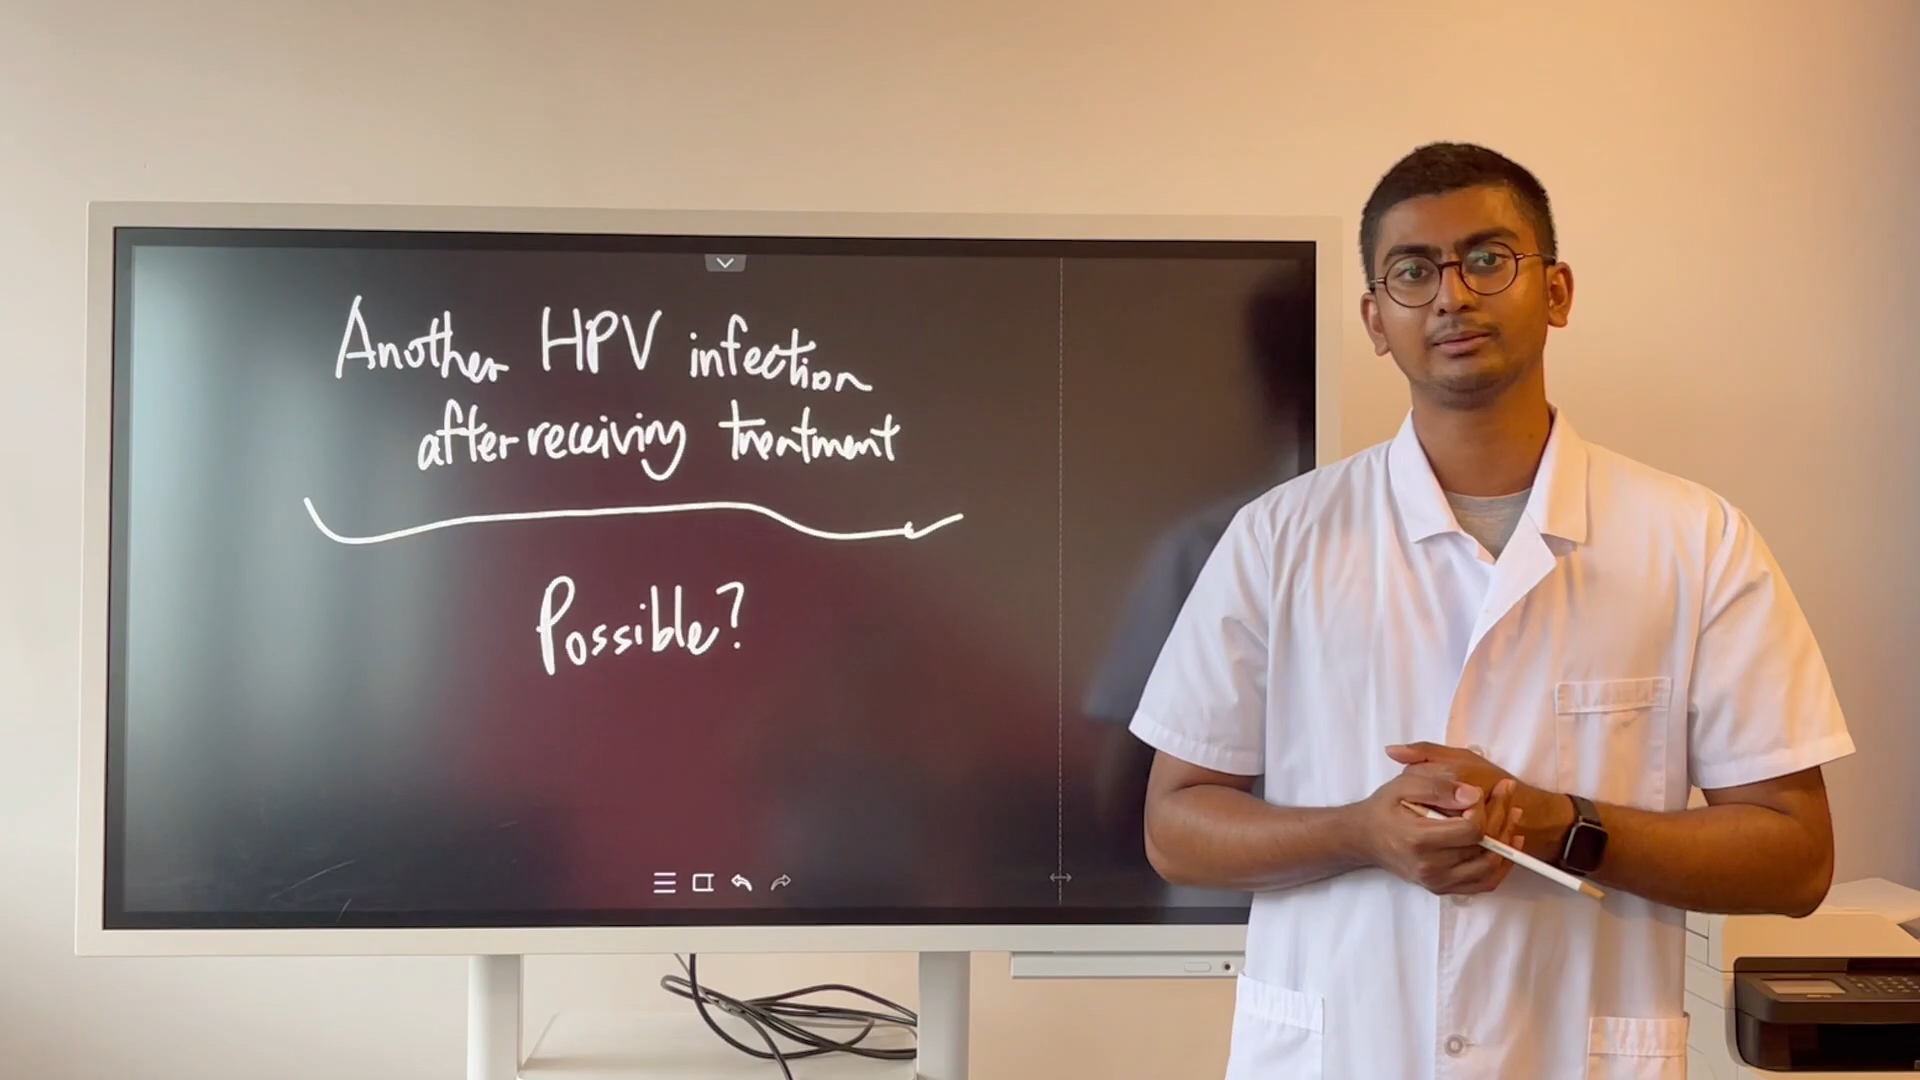 Another HPV infection
after receiving treatment
Possible?